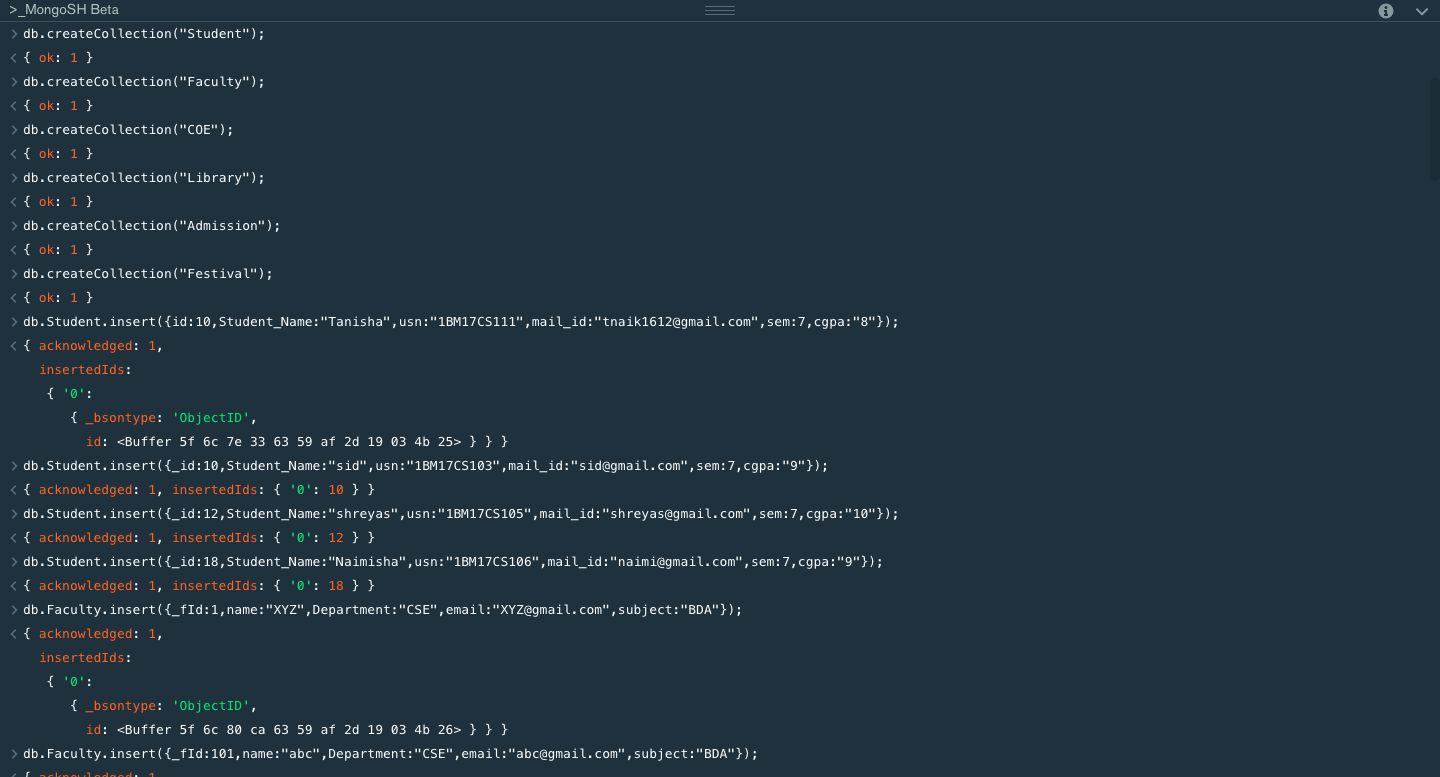 >_MongoSH Beta
> db.createCollection("Student");
< { ok: 1 }
> db.createCollection("Faculty");
< { ok: 1 }
> db.createCollection("COE");
< { ok: 1 }
> db.createCollection("Library");
< { ok: 1 }
> db.createCollection("Admission");
< { ok: 1 }
> db.createCollection("Festival");
< { ok: 1 }
> db.Student.insert({id:10,Student_Name:"Tanisha",usn:"1BM17CS111",mail_id:"tnaik1612@gmail.com",sem:7,cgpa:"8"});
< { acknowledged: 1,
insertedIds:
{ '0':
{ _bsontype: 'ObjectID',
id: <Buffer 5f 6c 7e 33 63 59 af 2d 19 03 4b 25> } } }
> db.Student.insert({_id:10,Student_Name:"sid",usn:"1BM17CS103",mail_id:"sid@gmail.com",sem:7,cgpa:"9"});
< { acknowledged: 1, insertedIds: { '0': 10 } }
> db.Student.insert({_id:12,Student_Name:"shreyas",usn:"1BM17CS105",mail_id:"shreyas@gmail.com",sem:7,cgpa:"10"});
< { acknowledged: 1, insertedIds: { '0': 12 } }
> db.Student.insert({_id:18,Student_Name:"Naimisha",usn:"1BM17CS106",mail_id:"naimi@gmail.com",sem:7,cgpa:"9"});
< { acknowledged: 1, insertedIds: { '0': 18 } }
> db.Faculty.insert({_fId:1,name:"XYZ",Department:"CSE",email:"XYZ@gmail.com",subject:"BDA"});
< { acknowledged: 1,
insertedIds:
{ '0':
{ _bsontype: 'ObjectID',
id: <Buffer 5f 6c 80 ca 63 59 af 2d 19 03 4b 26> } } }
> db.Faculty.insert({_fId:101,name:"abc",Department:"CSE",email:"abc@gmail.com",subject:"BDA"});
< { acknowledged: 1,